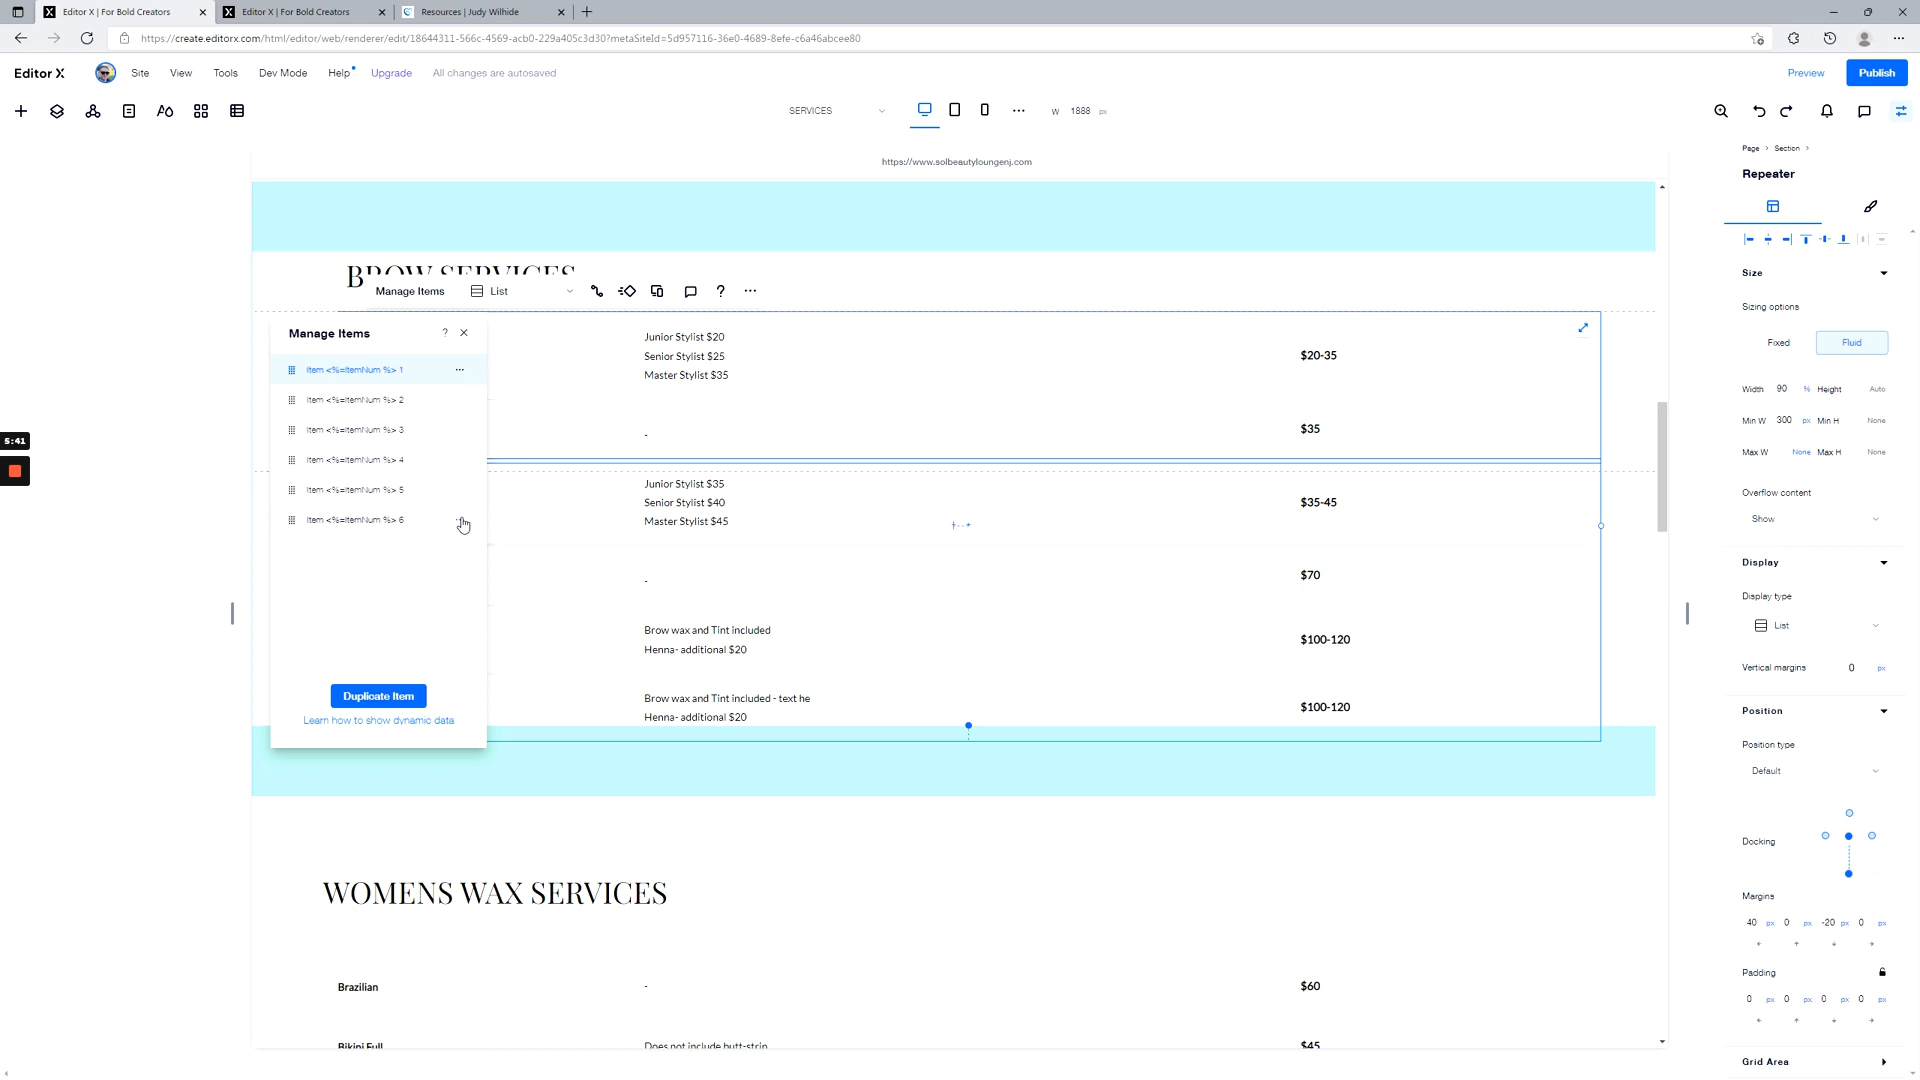 Editor X | For Bold Creators
Editor X | For Bold Creators
Resources | Judy Wilhide
https://create.editorx.com/html/editor/web/renderer/edit/18644311-566c-4569-acb0-229a405c3d30?metaSiteId=5d957116-36e0-4689-8efe-c6a46abcee80
Editor X Site View Tools Dev Mode Help Upgrade All changes are autosaved Preview Publish
SERVICES W 1888 px
https://www.solbeautyloungenj.com
BROW SERVICES
Manage Items List
Manage Items ?
Item <%=itemNum %> 1
Item <%=itemNum %> 2
Item <%=itemNum %> 3
Item <%=itemNum %> 4
Item <%=itemNum %> 5
Item <%=itemNum %> 6
Duplicate Item
Learn how to show dynamic data
5:41
Junior Stylist $20
Senior Stylist $25
Master Stylist $35
$20-35
-
$35
Junior Stylist $35
Senior Stylist $40
Master Stylist $45
$35-45
-
$70
Brow wax and Tint included
Henna- additional $20
$100-120
Brow wax and Tint included - text he
Henna- additional $20
$100-120
WOMENS WAX SERVICES
Brazilian - $60
Bikini Full Does not include butt-strip $45
Page > Section >
Repeater
Size
Sizing options
Fixed Fluid
Width 90 % Height Auto
Min W 300 px Min H None
Max W None Max H None
Overflow content
Show
Display
Display type
List
Vertical margins 0 px
Position
Position type
Default
Docking
Margins
40 px 0 px -20 px 0 px
Padding
0 px 0 px 0 px 0 px
Grid Area